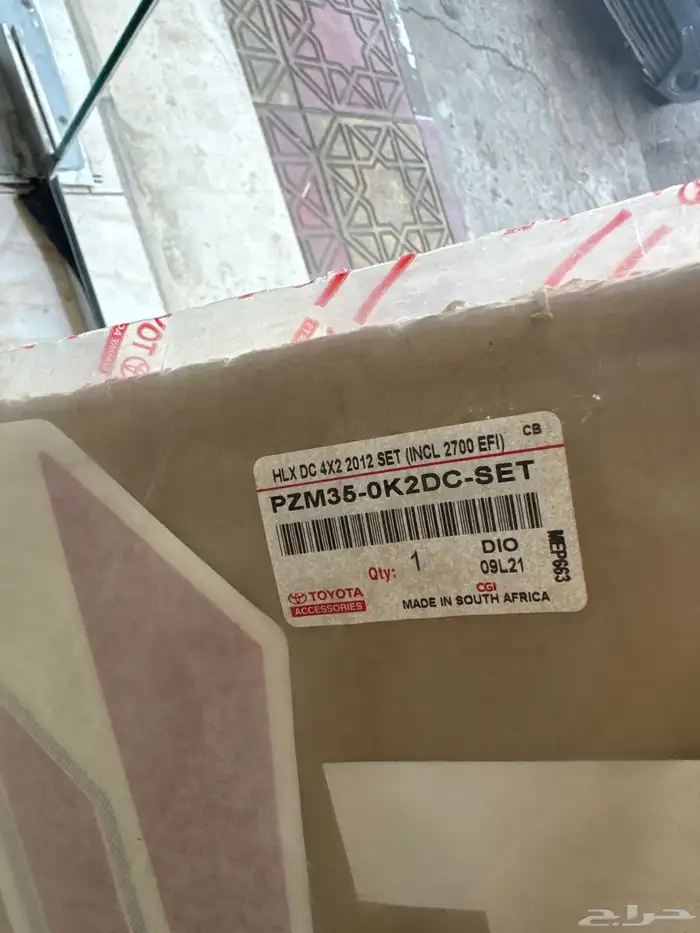 HLX DC 4X2 2012 SET (INCL 2700 EFI)
CB
PZM35-0K2DC-SET
Qty: 1
DIO
09L21
MEP663
TOYOTA
ACCESSORIES
CGI
MADE IN SOUTH AFRICA
حراج